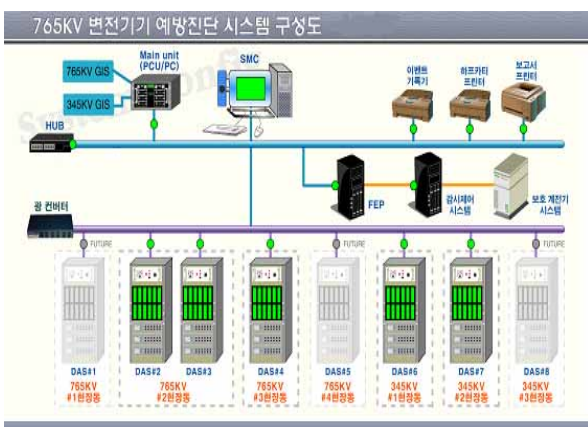 765KV 변전기기 예방진단 시스템 구성도
Main unit
(PCU/PC)
SMC
765KV GIS
345KV GIS
이벤트
기록기
하드카피
프린터
보고서
프린터
HUB
FEP
감시제어
시스템
보호 계전기
시스템
광 컨버터
FUTURE
FUTURE
FUTURE
DAS#1
DAS#2
DAS#3
DAS#4
DAS#5
DAS#6
DAS#7
DAS#8
765KV
#1현장동
765KV
#2현장동
765KV
#3현장동
765KV
#4현장동
345KV
#1현장동
345KV
#2현장동
345KV
#3현장동